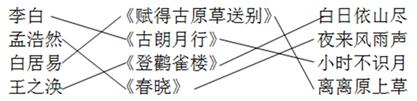 李白 《赋得古原草送别》 白日依山尽
孟浩然 《古朗月行》 夜来风雨声
白居易 《登鹳雀楼》 小时不识月
王之涣 《春晓》 离离原上草